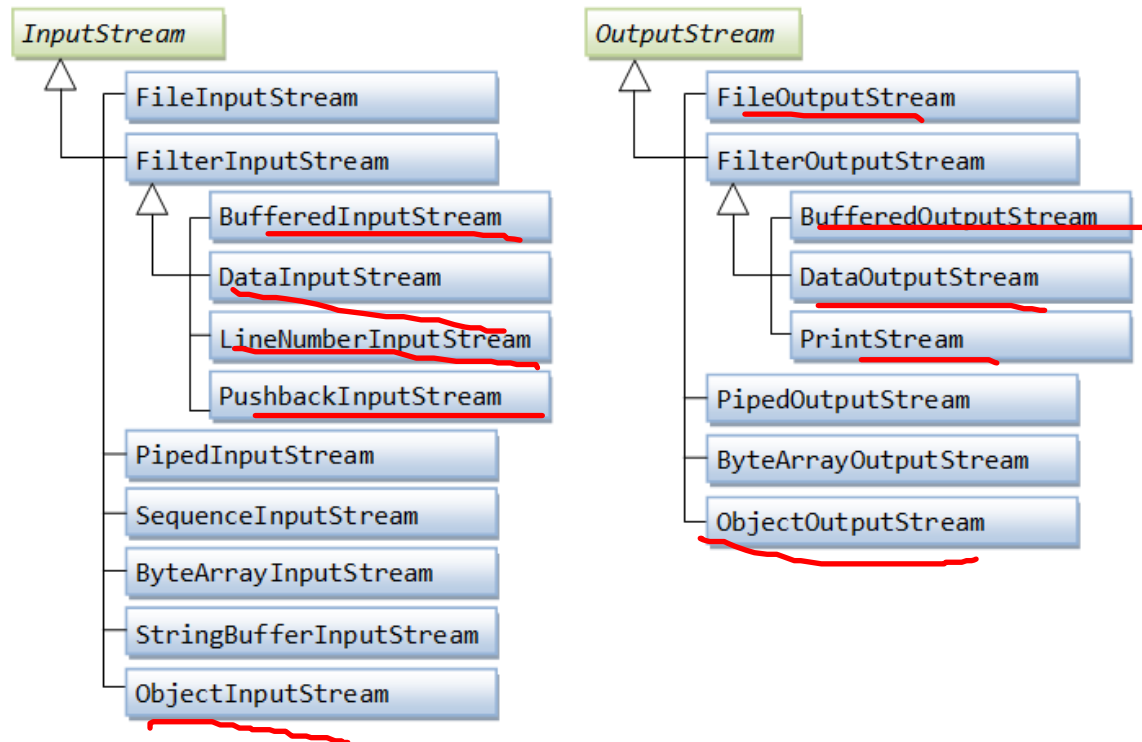 InputStream
FileInputStream
FilterInputStream
BufferedInputStream
DataInputStream
LineNumberInputStream
PushbackInputStream
PipedInputStream
SequenceInputStream
ByteArrayInputStream
StringBufferInputStream
ObjectInputStream
OutputStream
FileOutputStream
FilterOutputStream
BufferedOutputStream
DataOutputStream
PrintStream
PipedOutputStream
ByteArrayOutputStream
ObjectOutputStream